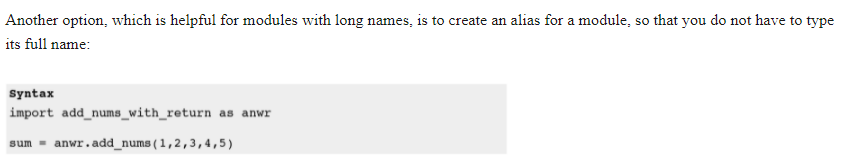 Another option, which is helpful for modules with long names, is to create an alias for a module, so that you do not have to type
its full name:
Syntax
import add_nums_with_return as anwr
sum = anwr.add_nums(1,2,3,4,5)